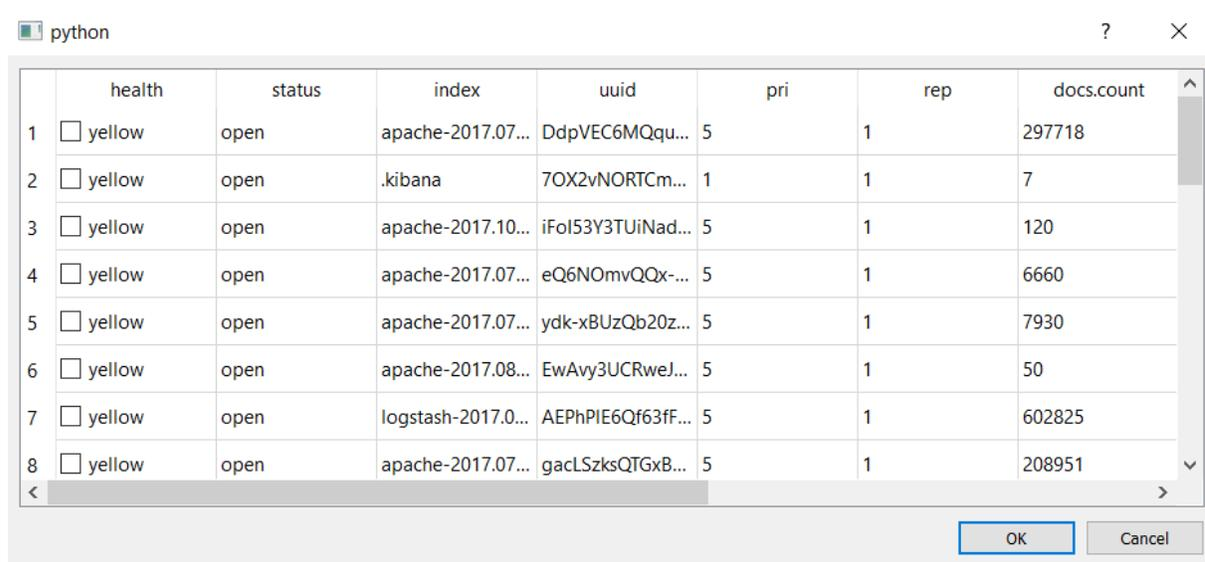 python ?
health status index uuid pri rep docs.count
1 yellow open apache-2017.07... DdpVEC6MQqu... 5 1 297718
2 yellow open .kibana 7OX2vNORTCm... 1 1 7
3 yellow open apache-2017.10... iFoI53Y3TUiNad... 5 1 120
4 yellow open apache-2017.07... eQ6NOmvQQx-... 5 1 6660
5 yellow open apache-2017.07... ydk-xBUzQb20z... 5 1 7930
6 yellow open apache-2017.08... EwAvy3UCRweJ... 5 1 50
7 yellow open logstash-2017.0... AEPhPIE6Qf63fF... 5 1 602825
8 yellow open apache-2017.07... gacLSzksQTGxB... 5 1 208951
OK Cancel